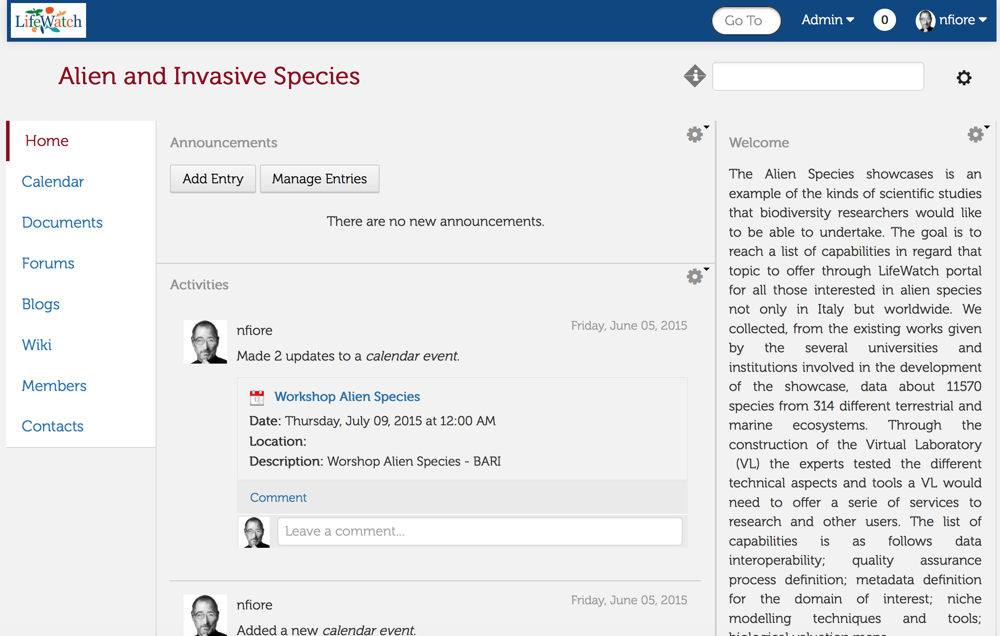 LifeWatch
Go To
Admin
0
nfiore
Alien and Invasive Species
Home
Calendar
Documents
Forums
Blogs
Wiki
Members
Contacts
Announcements
Add Entry
Manage Entries
There are no new announcements.
Activities
nfiore
Friday, June 05, 2015
Made 2 updates to a calendar event.
17
Workshop Alien Species
Date: Thursday, July 09, 2015 at 12:00 AM
Location:
Description: Worshop Alien Species - BARI
Comment
Leave a comment...
nfiore
Friday, June 05, 2015
Added a new calendar event.
Welcome
The Alien Species showcases is an
example of the kinds of scientific studies
that biodiversity researchers would like
to be able to undertake. The goal is to
reach a list of capabilities in regard that
topic to offer through LifeWatch portal
for all those interested in alien species
not only in Italy but worldwide. We
collected, from the existing works given
by the several universities and
institutions involved in the development
of the showcase, data about 11570
species from 314 different terrestrial and
marine ecosystems. Through the
construction of the Virtual Laboratory
(VL) the experts tested the different
technical aspects and tools a VL would
need to offer a serie of services to
research and other users. The list of
capabilities is as follows data
interoperability; quality assurance
process definition; metadata definition
for the domain of interest; niche
modelling techniques and tools;
biological valuation maps